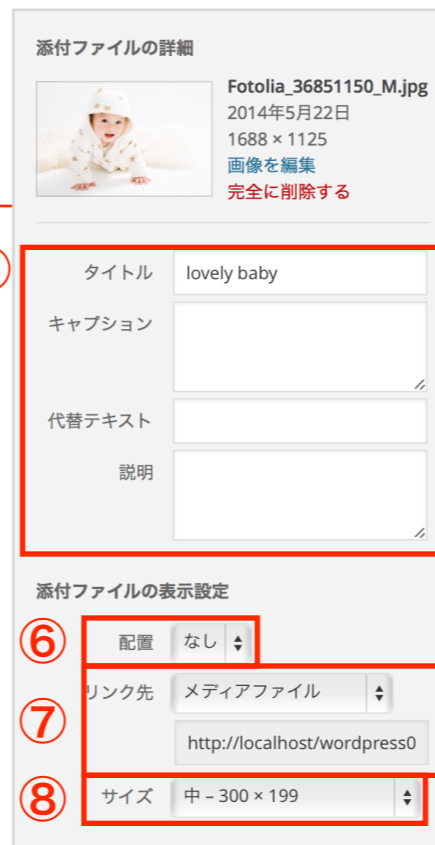 添付ファイルの詳細
Fotolia_36851150_M.jpg
2014年5月22日
1688 × 1125
画像を編集
完全に削除する
タイトル lovely baby
キャプション
代替テキスト
説明
添付ファイルの表示設定
⑥ 配置 なし
⑦ リンク先 メディアファイル
http://localhost/wordpress0
⑧ サイズ 中 – 300 × 199